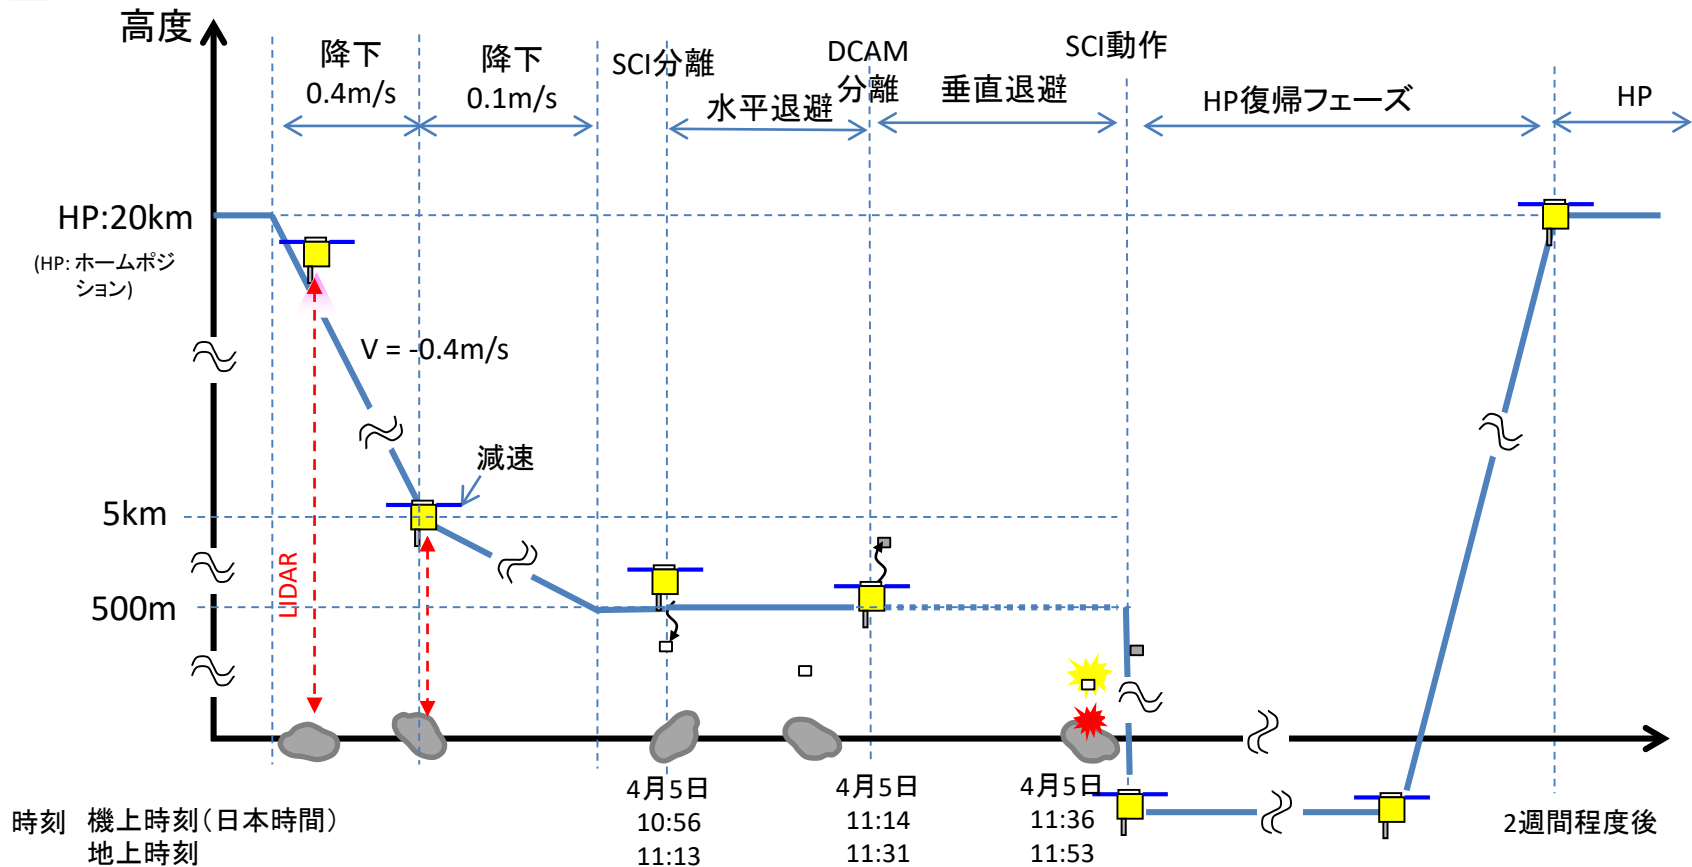 高度
降下
0.4m/s
降下
0.1m/s
SCI分離
水平退避
DCAM
分離
垂直退避
SCI動作
HP復帰フェーズ
HP
HP:20km
(HP: ホームポジ
ション)
V = -0.4m/s
減速
5km
LIDAR
500m
4月5日
4月5日
4月5日
時刻 機上時刻(日本時間)
10:56
11:14
11:36
2週間程度後
地上時刻
11:13
11:31
11:53